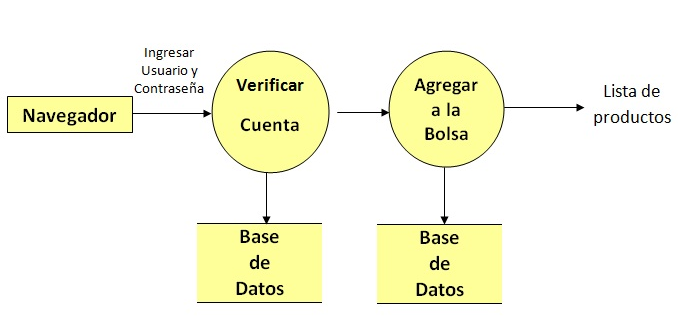 Navegador
Ingresar
Usuario y
Contraseña
Verificar
Cuenta
Agregar
a la
Bolsa
Lista de
productos
Base
de
Datos
Base
de
Datos